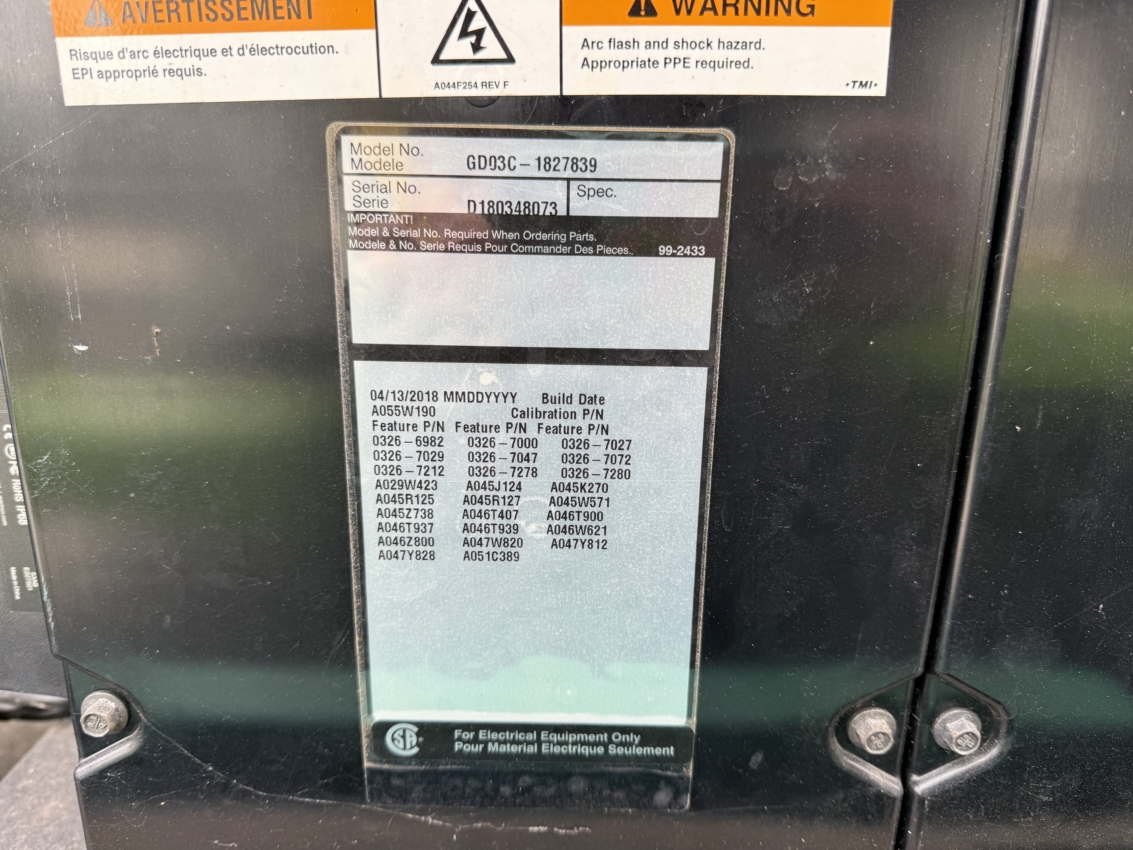 AVERTISSEMENT
Risque d'arc électrique et d'électrocution.
EPI approprié requis.
A044F254 REV F
WARNING
Arc flash and shock hazard.
Appropriate PPE required.
•TMI•
Model No.
Modele
GD03C-1827839
Serial No.
Serie
D180348073
Spec.
IMPORTANT!
Model & Serial No. Required When Ordering Parts.
Modele & No. Serie Requis Pour Commander Des Pieces. 99-2433
04/13/2018 MMDDYYYY Build Date
A055W190 Calibration P/N
Feature P/N Feature P/N Feature P/N
0326-6982 0326-7000 0326-7027
0326-7029 0326-7047 0326-7072
0326-7212 0326-7278 0326-7280
A029W423 A045J124 A045K270
A045R125 A045R127 A045W571
A045Z738 A046T407 A046T900
A046T937 A046T939 A046W621
A046Z800 A047W820 A047Y812
A047Y828 A051C389
For Electrical Equipment Only
Pour Material Electrique Seulement